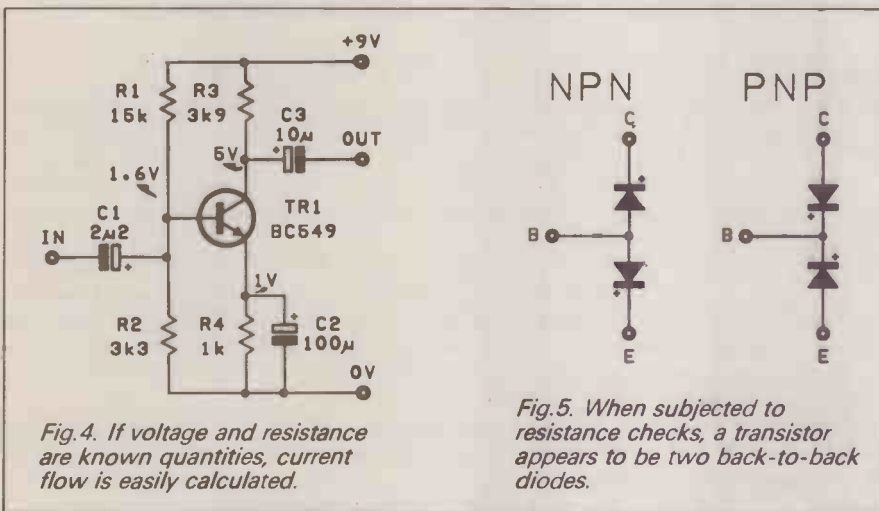 +9V
R1
15k
R3
3k9
C3
10µ
OUT
5V
1.6V
TR1
BC549
C1
2µ2
IN
1V
R2
3k3
R4
1k
C2
100µ
0V
Fig.4. If voltage and resistance
are known quantities, current
flow is easily calculated.
NPN
PNP
C
C
B
B
E
E
Fig.5. When subjected to
resistance checks, a transistor
appears to be two back-to-back
diodes.